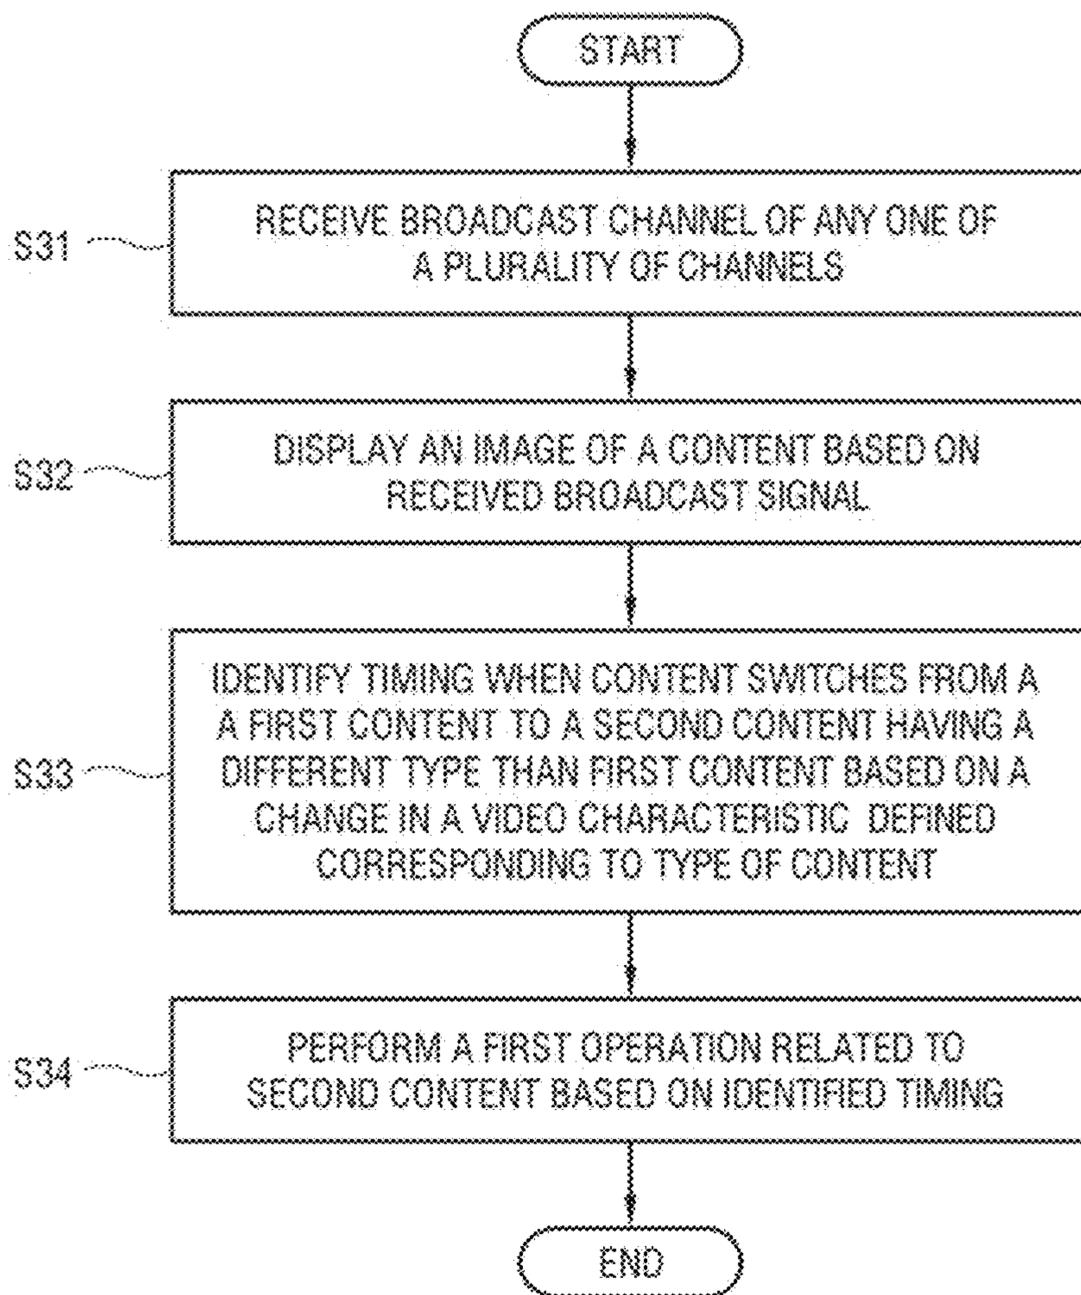 START
S31
RECEIVE BROADCAST CHANNEL OF ANY ONE OF
A PLURALITY OF CHANNELS
S32
DISPLAY AN IMAGE OF A CONTENT BASED ON
RECEIVED BROADCAST SIGNAL
S33
IDENTIFY TIMING WHEN CONTENT SWITCHES FROM A
A FIRST CONTENT TO A SECOND CONTENT HAVING A
DIFFERENT TYPE THAN FIRST CONTENT BASED ON A
CHANGE IN A VIDEO CHARACTERISTIC DEFINED
CORRESPONDING TO TYPE OF CONTENT
S34
PERFORM A FIRST OPERATION RELATED TO
SECOND CONTENT BASED ON IDENTIFIED TIMING
END